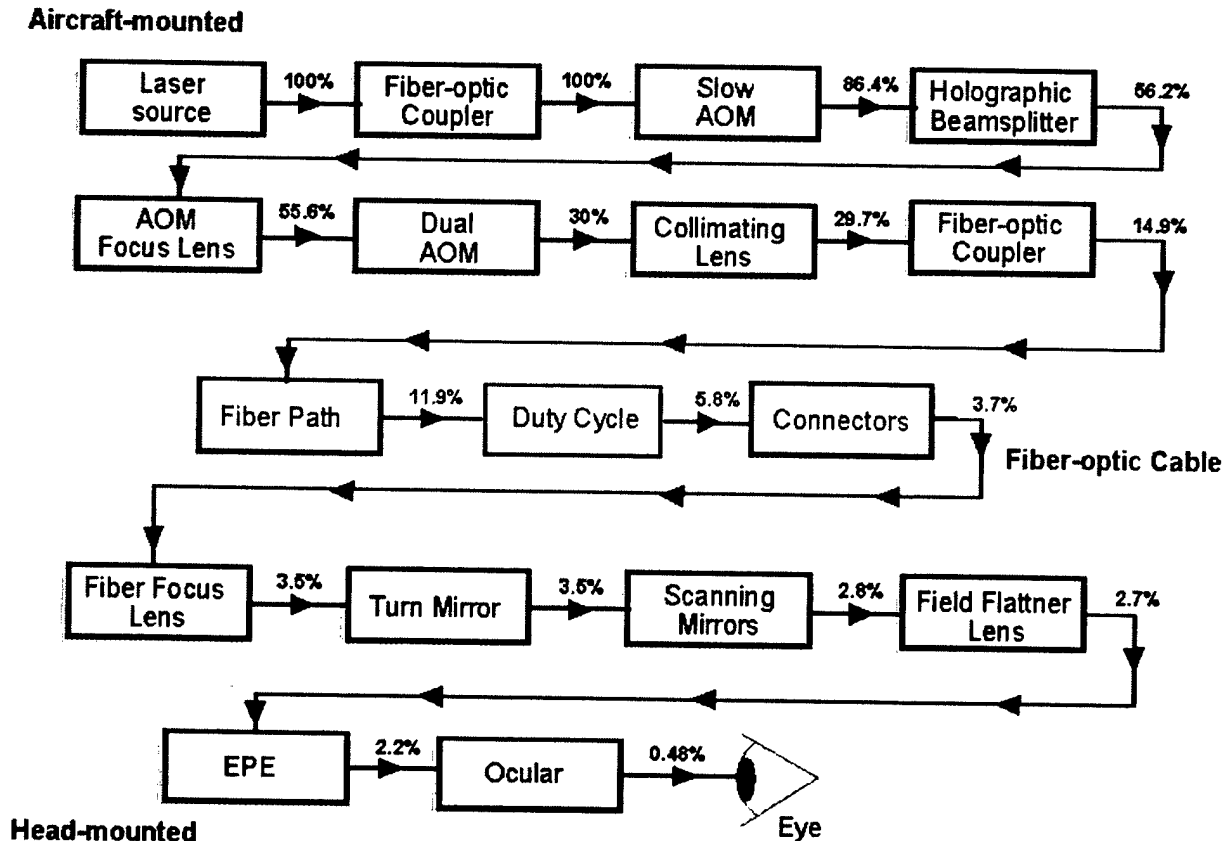 Aircraft-mounted
Laser
source
100%
Fiber-optic
Coupler
100%
Slow
AOM
86.4%
Holographic
Beamsplitter
56.2%
AOM
Focus Lens
55.6%
Dual
AOM
30%
Collimating
Lens
29.7%
Fiber-optic
Coupler
14.9%
Fiber Path
11.9%
Duty Cycle
5.8%
Connectors
3.7%
Fiber-optic Cable
Fiber Focus
Lens
3.5%
Turn Mirror
3.5%
Scanning
Mirrors
2.8%
Field Flattner
Lens
2.7%
EPE
2.2%
Ocular
0.48%
Eye
Head-mounted